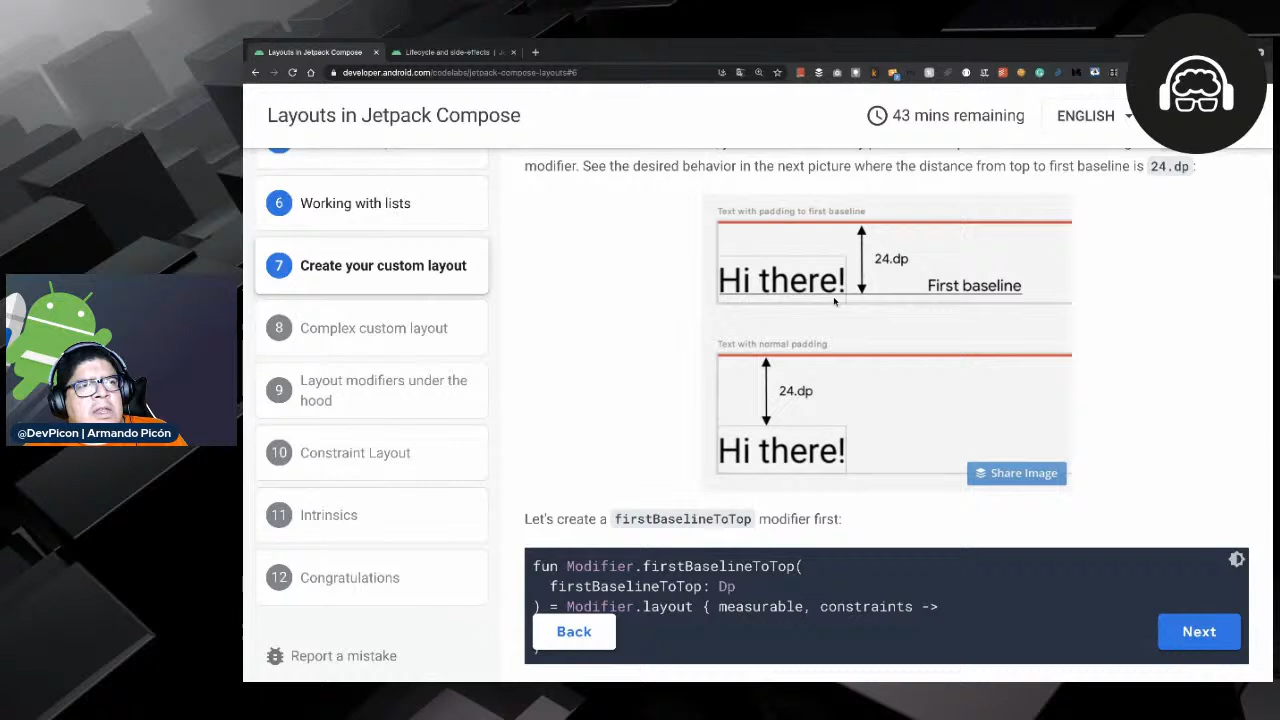 Layouts in Jetpack Compose
Lifecycle and side-effects
developer.android.com/codelabs/jetpack-compose-layouts#6
Layouts in Jetpack Compose
43 mins remaining
ENGLISH
modifier. See the desired behavior in the next picture where the distance from top to first baseline is 24.dp:
6 Working with lists
7 Create your custom layout
8 Complex custom layout
9 Layout modifiers under the
hood
10 Constraint Layout
11 Intrinsics
12 Congratulations
Report a mistake
Text with padding to first baseline
24.dp
Hi there!
First baseline
Text with normal padding
24.dp
Hi there!
Share Image
Let's create a firstBaselineToTop modifier first:
fun Modifier.firstBaselineToTop(
firstBaselineToTop: Dp
) = Modifier.layout { measurable, constraints ->
Back
Next
@DevPicon | Armando Picón